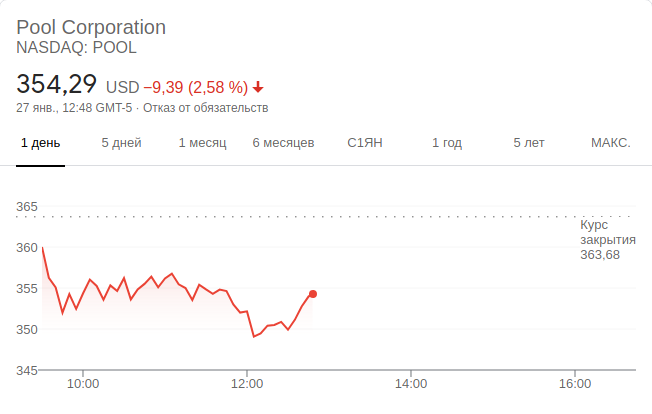 Pool Corporation
NASDAQ: POOL
354,29 USD −9,39 (2,58 %)
27 янв., 12:48 GMT-5 · Отказ от обязательств
1 день 5 дней 1 месяц 6 месяцев С1ЯН 1 год 5 лет МАКС.
365
Курс
закрытия
363,68
360
355
350
345
10:00 12:00 14:00 16:00